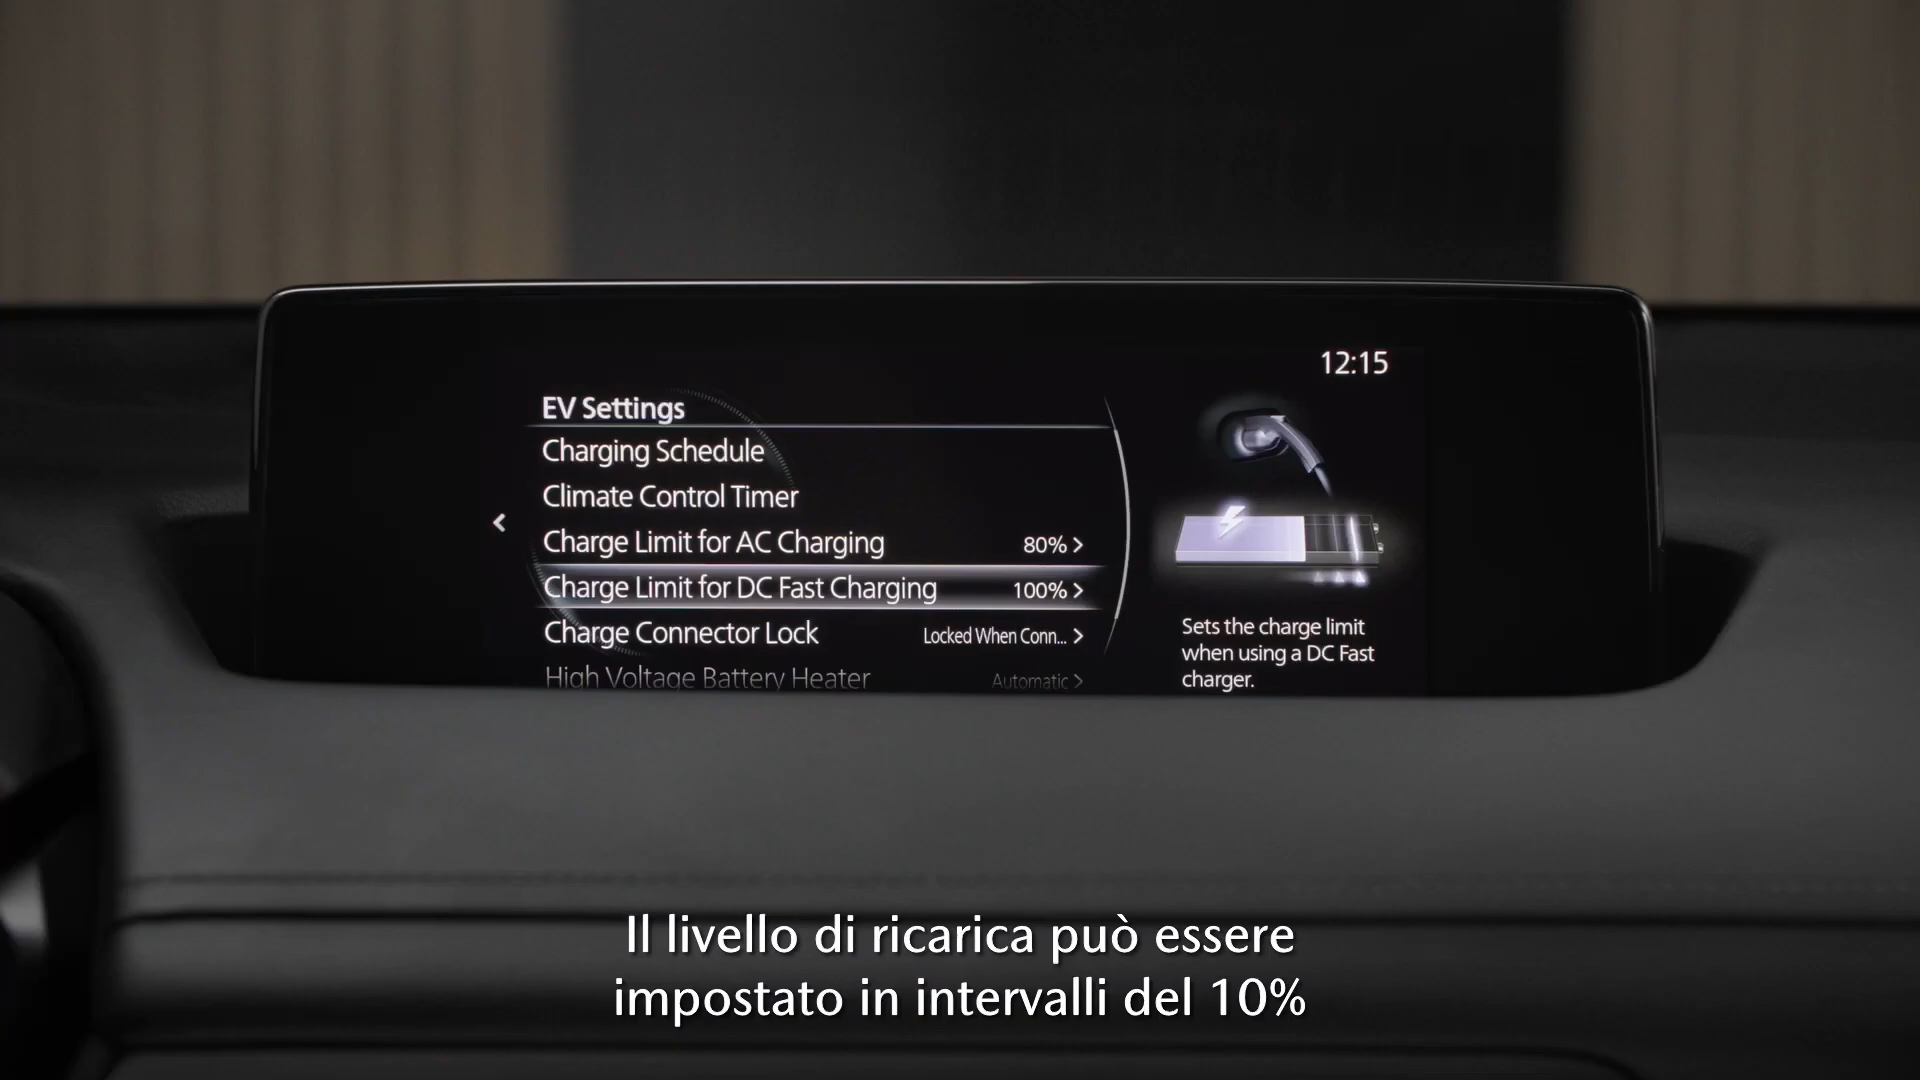 12:15
EV Settings
Charging Schedule
Climate Control Timer
Charge Limit for AC Charging 80% >
Charge Limit for DC Fast Charging 100% >
Charge Connector Lock Locked When Conn... >
High Voltage Battery Heater Automatic >
Sets the charge limit
when using a DC Fast
charger.
Il livello di ricarica può essere
impostato in intervalli del 10%